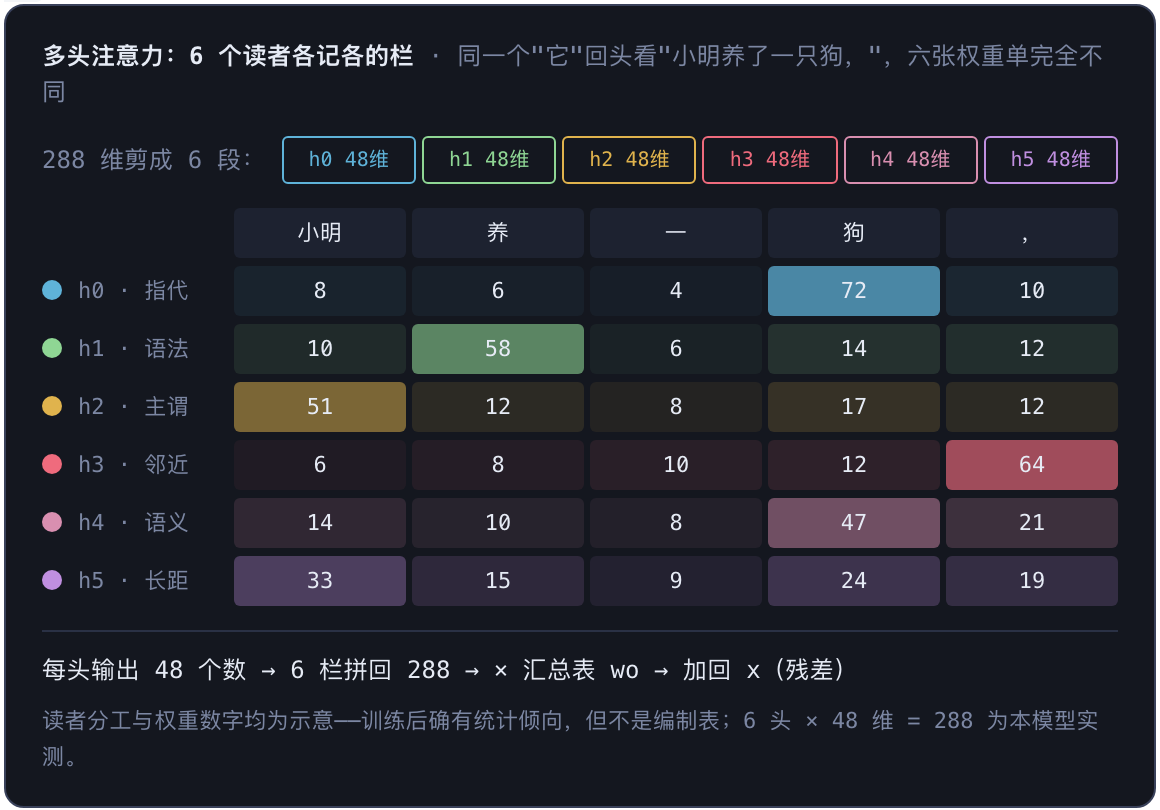 多头注意力: 6 个读者各记各的栏 · 同一个"它"回头看"小明养了一只狗, ", 六张权重单完全不
同
288 维剪成 6 段: h0 48维 h1 48维 h2 48维 h3 48维 h4 48维 h5 48维
小明 养 一 狗 ,
h0 · 指代 8 6 4 72 10
h1 · 语法 10 58 6 14 12
h2 · 主谓 51 12 8 17 12
h3 · 邻近 6 8 10 12 64
h4 · 语义 14 10 8 47 21
h5 · 长距 33 15 9 24 19
每头输出 48 个数 → 6 栏拼回 288 → × 汇总表 wo → 加回 x (残差)
读者分工与权重数字均为示意——训练后确有统计倾向, 但不是编制表; 6 头 × 48 维 = 288 为本模型实
测。